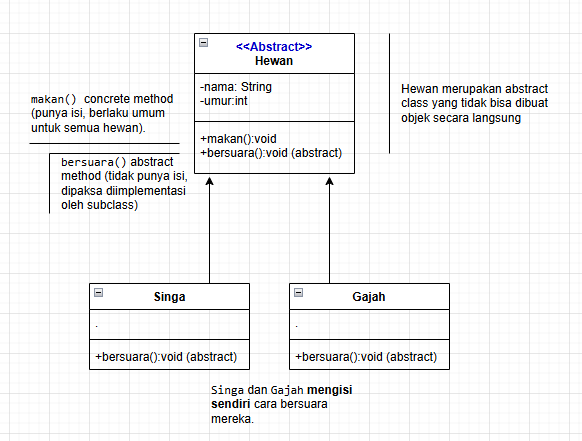 <<Abstract>>
Hewan
-nama: String
-umur:int
+makan():void
+bersuara():void (abstract)
makan() concrete method
(punya isi, berlaku umum
untuk semua hewan).
bersuara() abstract
method (tidak punya isi,
dipaksa diimplementasi
oleh subclass)
Hewan merupakan abstract
class yang tidak bisa dibuat
objek secara langsung
Singa
.
+bersuara():void (abstract)
Gajah
.
+bersuara():void (abstract)
Singa dan Gajah mengisi
sendiri cara bersuara
mereka.